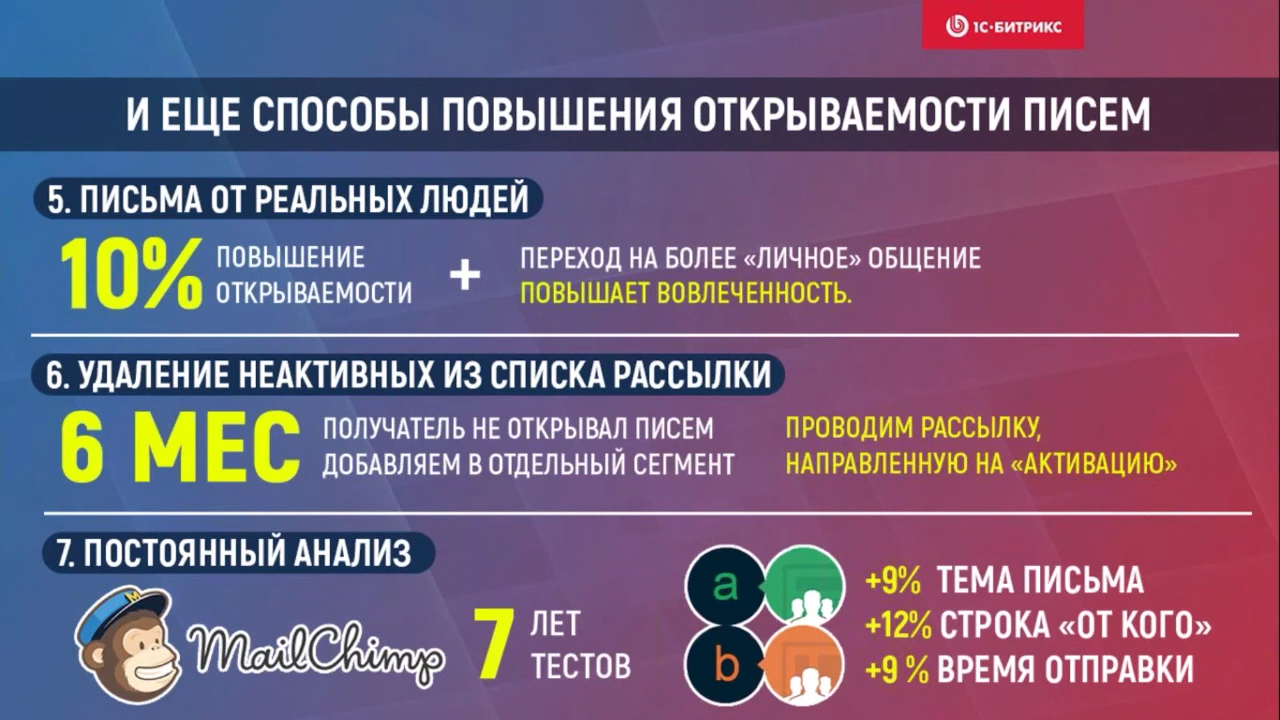 1С-БИТРИКС
И ЕЩЕ СПОСОБЫ ПОВЫШЕНИЯ ОТКРЫВАЕМОСТИ ПИСЕМ
5. ПИСЬМА ОТ РЕАЛЬНЫХ ЛЮДЕЙ
10% ПОВЫШЕНИЕ
ОТКРЫВАЕМОСТИ
+
ПЕРЕХОД НА БОЛЕЕ «ЛИЧНОЕ» ОБЩЕНИЕ
ПОВЫШАЕТ ВОВЛЕЧЕННОСТЬ.
6. УДАЛЕНИЕ НЕАКТИВНЫХ ИЗ СПИСКА РАССЫЛКИ
6 МЕС
ПОЛУЧАТЕЛЬ НЕ ОТКРЫВАЛ ПИСЕМ
ДОБАВЛЯЕМ В ОТДЕЛЬНЫЙ СЕГМЕНТ
ПРОВОДИМ РАССЫЛКУ,
НАПРАВЛЕННУЮ НА «АКТИВАЦИЮ»
7. ПОСТОЯННЫЙ АНАЛИЗ
M
MailChimp
7 ЛЕТ
ТЕСТОВ
a
b
+9% ТЕМА ПИСЬМА
+12% СТРОКА «ОТ КОГО»
+9 % ВРЕМЯ ОТПРАВКИ